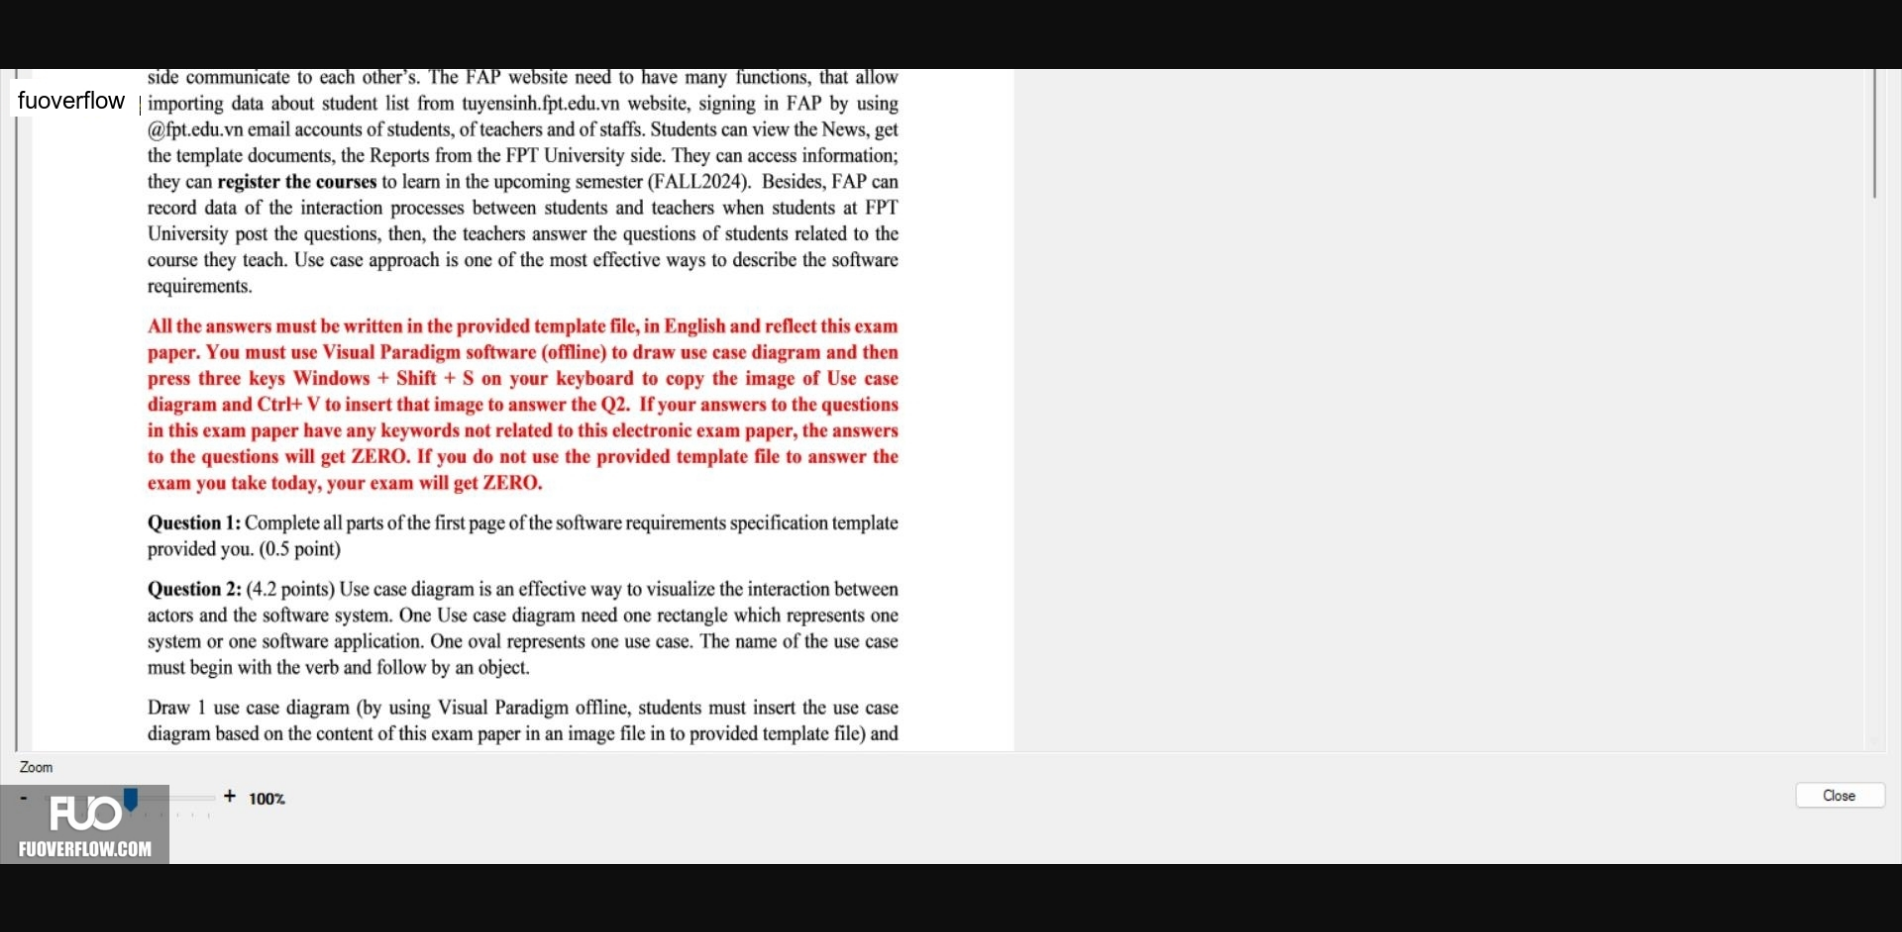 side communicate to each other's. The FAP website need to have many functions, that allow
fuoverflow
importing data about student list from tuyensinh.fpt.edu.vn website, signing in FAP by using
@fpt.edu.vn email accounts of students, of teachers and of staffs. Students can view the News, get
the template documents, the Reports from the FPT University side. They can access information;
they can register the courses to learn in the upcoming semester (FALL2024). Besides, FAP can
record data of the interaction processes between students and teachers when students at FPT
University post the questions, then, the teachers answer the questions of students related to the
course they teach. Use case approach is one of the most effective ways to describe the software
requirements.
All the answers must be written in the provided template file, in English and reflect this exam
paper. You must use Visual Paradigm software (offline) to draw use case diagram and then
press three keys Windows + Shift + S on your keyboard to copy the image of Use case
diagram and Ctrl+ V to insert that image to answer the Q2. If your answers to the questions
in this exam paper have any keywords not related to this electronic exam paper, the answers
to the questions will get ZERO. If you do not use the provided template file to answer the
exam you take today, your exam will get ZERO.
Question 1: Complete all parts of the first page of the software requirements specification template
provided you. (0.5 point)
Question 2: (4.2 points) Use case diagram is an effective way to visualize the interaction between
actors and the software system. One Use case diagram need one rectangle which represents one
system or one software application. One oval represents one use case. The name of the use case
must begin with the verb and follow by an object.
Draw 1 use case diagram (by using Visual Paradigm offline, students must insert the use case
diagram based on the content of this exam paper in an image file in to provided template file) and
Zoom
- + 100%
Close
FUO
FUOVERFLOW.COM